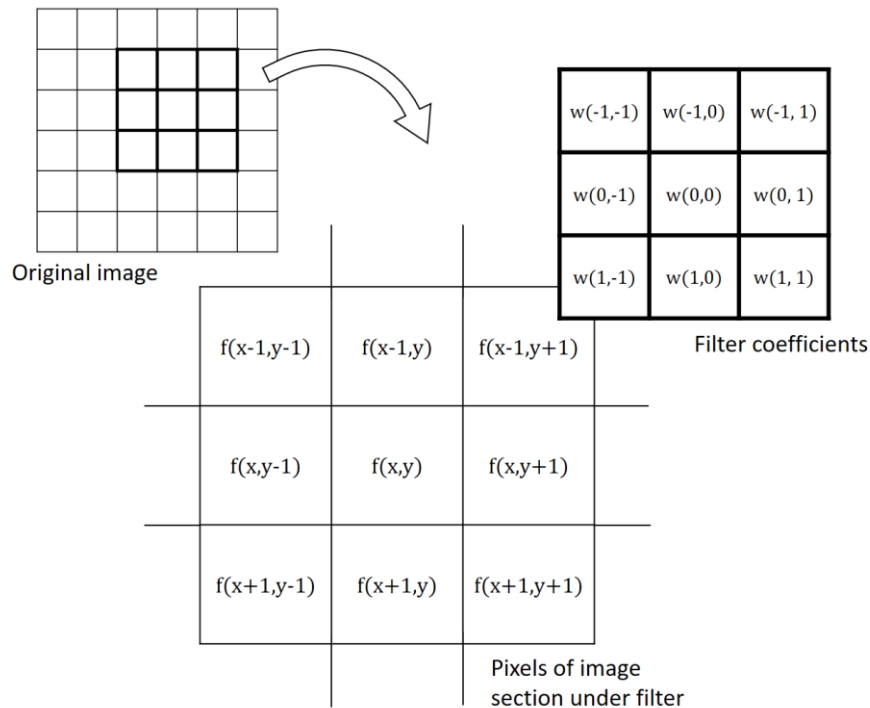 w(-1,-1) w(-1,0) w(-1, 1)
w(0,-1) w(0,0) w(0, 1)
w(1,-1) w(1,0) w(1, 1)
Original image
Filter coefficients
f(x-1,y-1) f(x-1,y) f(x-1,y+1)
f(x,y-1) f(x,y) f(x,y+1)
f(x+1,y-1) f(x+1,y) f(x+1,y+1)
Pixels of image
section under filter